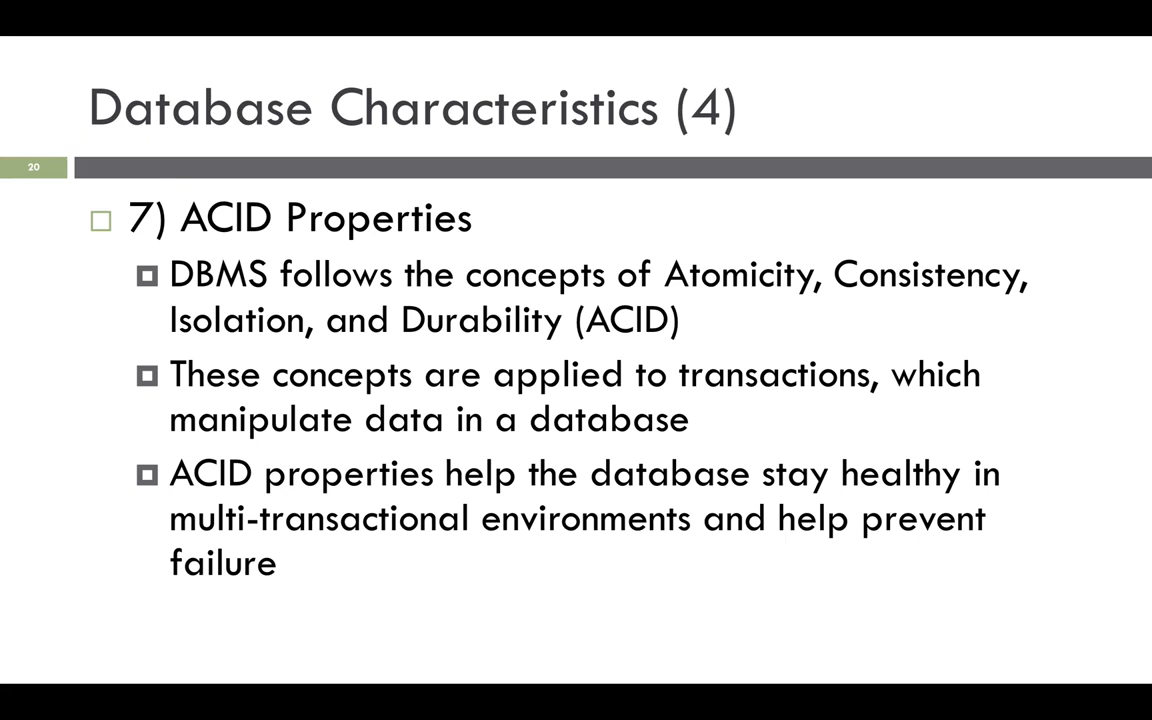 Database Characteristics (4)
20
7) ACID Properties
DBMS follows the concepts of Atomicity, Consistency,
Isolation, and Durability (ACID)
These concepts are applied to transactions, which
manipulate data in a database
ACID properties help the database stay healthy in
multi-transactional environments and help prevent
failure